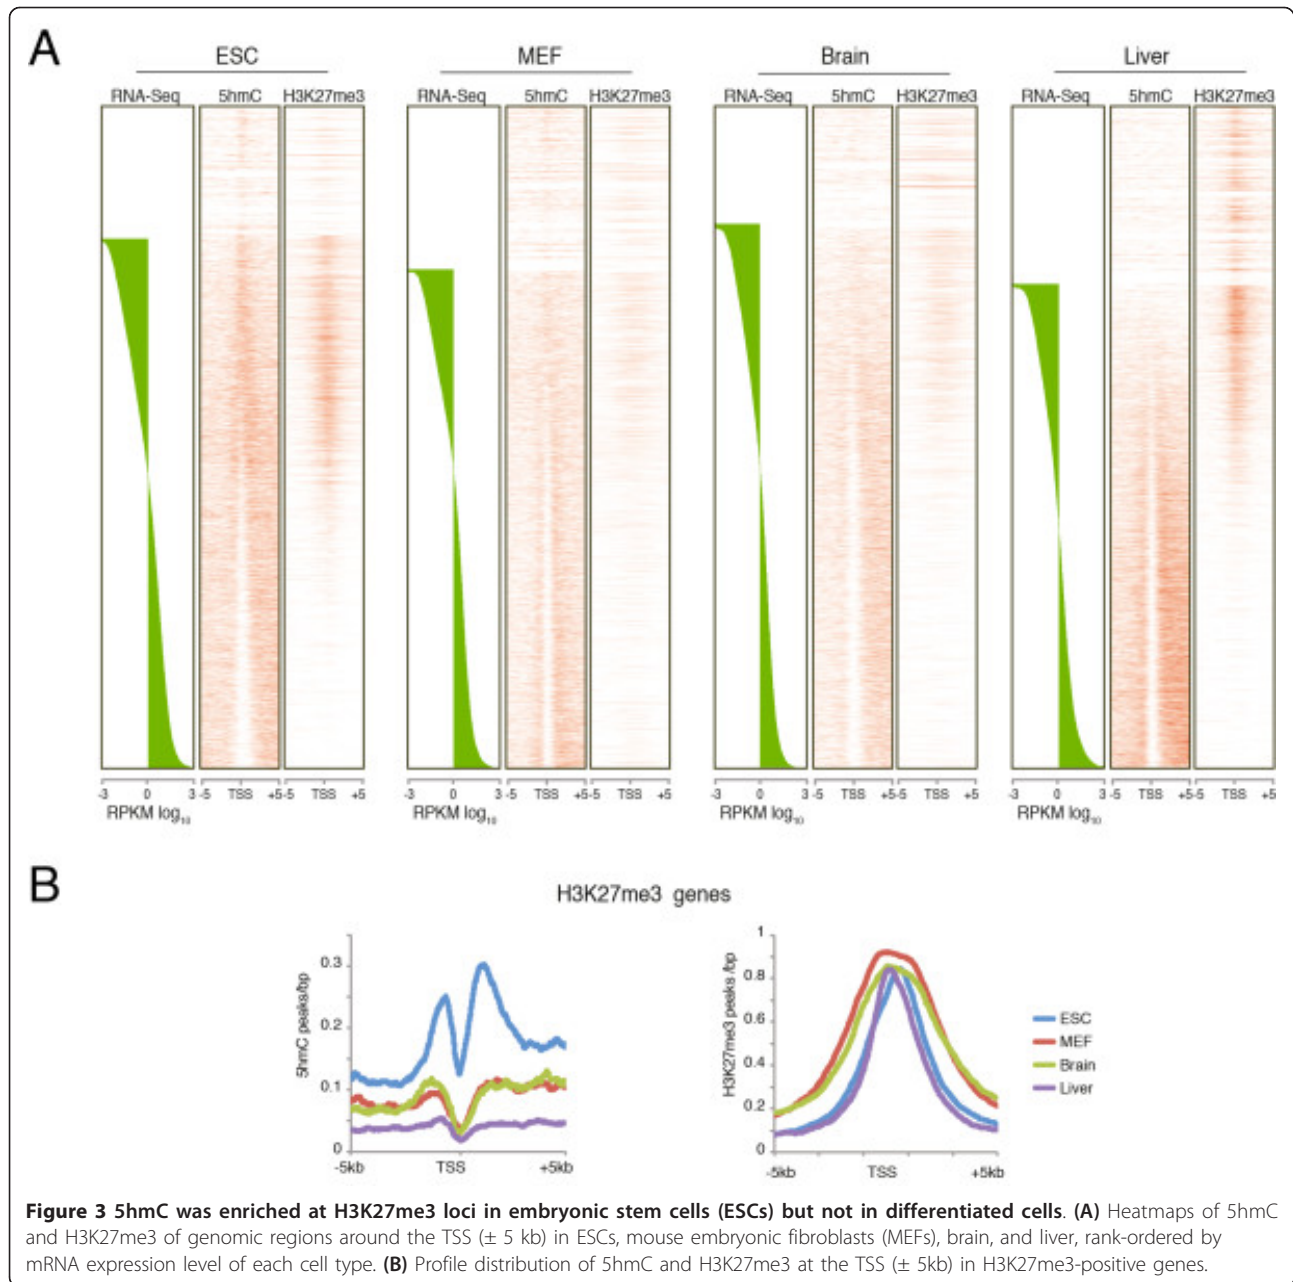 A
ESC MEF Brain Liver
RNA-Seq 5hmC H3K27me3 RNA-Seq 5hmC H3K27me3 RNA-Seq 5hmC H3K27me3 RNA-Seq 5hmC H3K27me3
-3 0 3 -5 TSS +5 -5 TSS +5 -3 0 3 -5 TSS +5 -5 TSS +5 -3 0 3 -5 TSS +5 -5 TSS +5 -3 0 3 -5 TSS +5 -5 TSS +5
RPKM log10 RPKM log10 RPKM log10 RPKM log10
B
H3K27me3 genes
5hmC peaks/bp
0.3
0.2
0.1
0
-5kb TSS +5kb
H3K27me3 peaks /bp
1
0.8
0.6
0.4
0.2
0
-5kb TSS +5kb
ESC
MEF
Brain
Liver
Figure 3 5hmC was enriched at H3K27me3 loci in embryonic stem cells (ESCs) but not in differentiated cells. (A) Heatmaps of 5hmC
and H3K27me3 of genomic regions around the TSS (± 5 kb) in ESCs, mouse embryonic fibroblasts (MEFs), brain, and liver, rank-ordered by
mRNA expression level of each cell type. (B) Profile distribution of 5hmC and H3K27me3 at the TSS (± 5kb) in H3K27me3-positive genes.